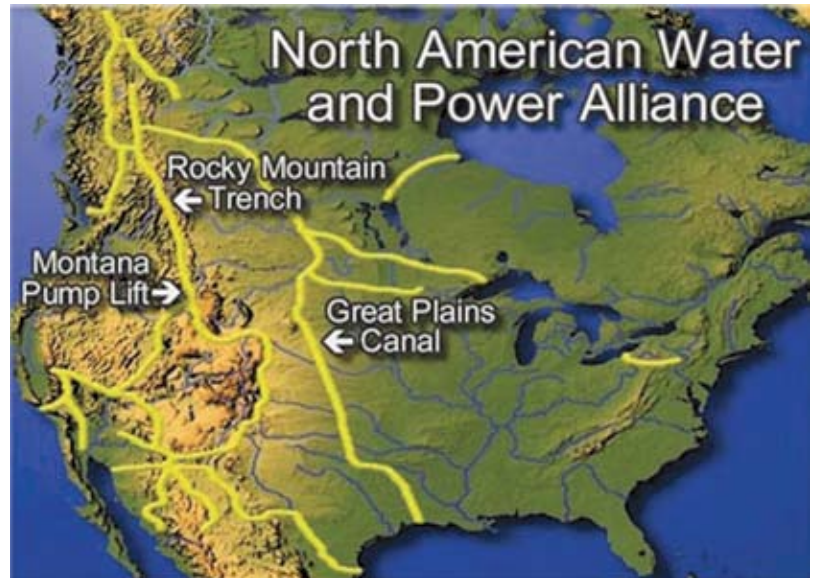 North American Water
and Power Alliance
Rocky Mountain
Trench
Montana
Pump Lift
Great Plains
Canal